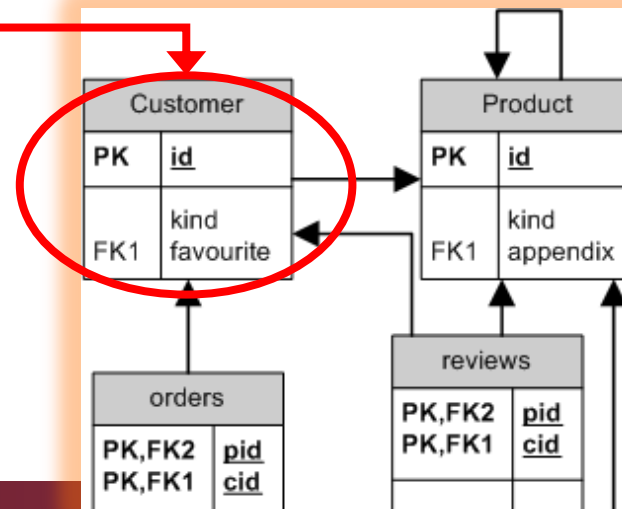 Customer
PK id
kind
FK1 favourite
Product
PK id
kind
FK1 appendix
orders
PK,FK2 pid
PK,FK1 cid
reviews
PK,FK2 pid
PK,FK1 cid